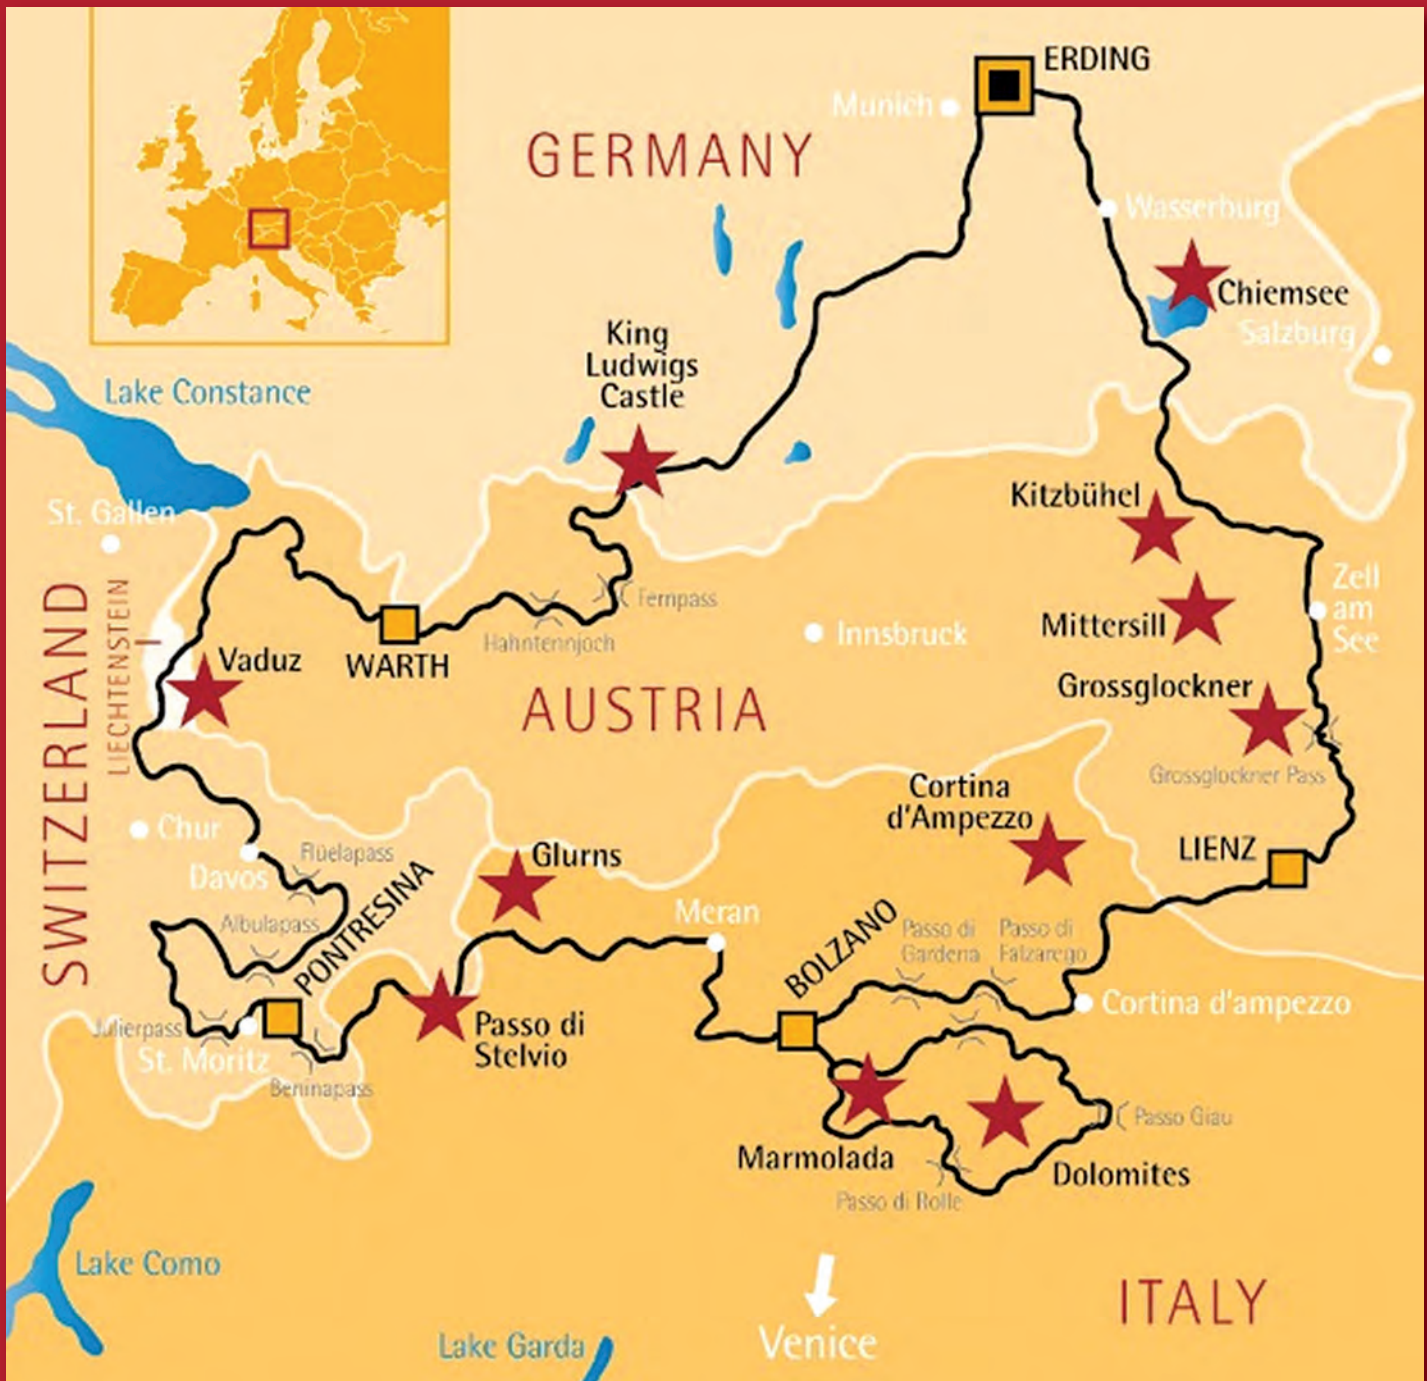 ERDING
Munich
GERMANY
Wasserburg
Chiemsee
Salzburg
King
Ludwigs
Castle
Lake Constance
St. Gallen
Kitzbühel
SWITZERLAND
LIECHTENSTEIN
Zell
am
See
Fernpass
Hahntennjoch
Innsbruck
Mittersill
Vaduz
WARTH
AUSTRIA
Grossglockner
Grossglockner Pass
Cortina
d'Ampezzo
Chur
Davos
Flüelapass
Glurns
LIENZ
Albulapass
PONTRESINA
Meran
BOLZANO
Passo di
Gardena
Passo di
Falzarego
Cortina d'ampezzo
Julierpass
St. Moritz
Beninapass
Passo di
Stelvio
Passo Giau
Marmolada
Dolomites
Passo di Rolle
Lake Como
ITALY
Lake Garda
Venice